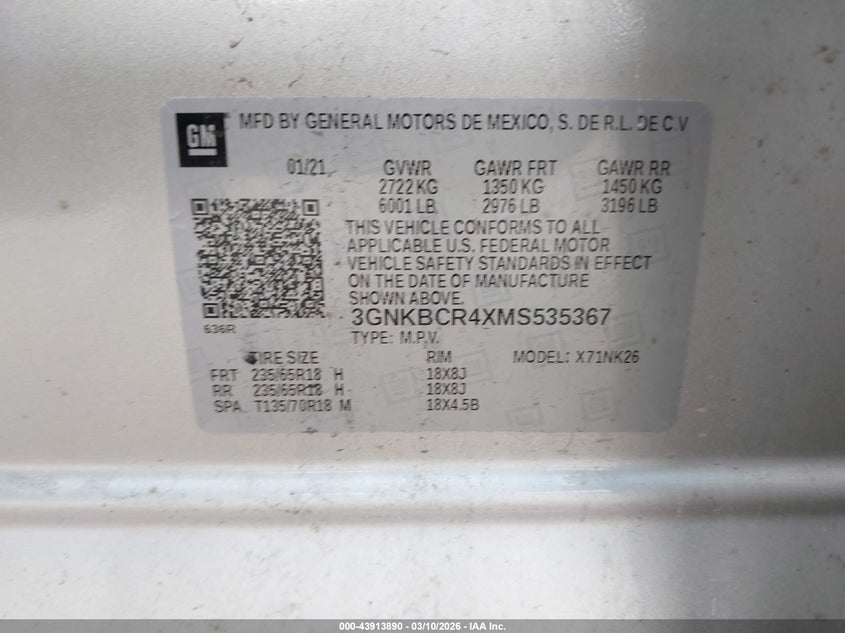 GM
MFD BY GENERAL MOTORS DE MEXICO, S. DE R.L. DE C.V
01/21 GVWR GAWR FRT GAWR RR
2722 KG 1350 KG 1450 KG
6001 LB 2976 LB 3196 LB
THIS VEHICLE CONFORMS TO ALL
APPLICABLE U.S. FEDERAL MOTOR
VEHICLE SAFETY STANDARDS IN EFFECT
ON THE DATE OF MANUFACTURE
SHOWN ABOVE.
636R
3GNKBCR4XMS535367
TYPE: M.P.V.
TIRE SIZE RIM MODEL: X71NK26
FRT 235/65R18 H 18X8J
RR 235/65R18 H 18X8J
SPA T135/70R18 M 18X4.5B
000-43913890 — 03/10/2026 — IAA Inc.